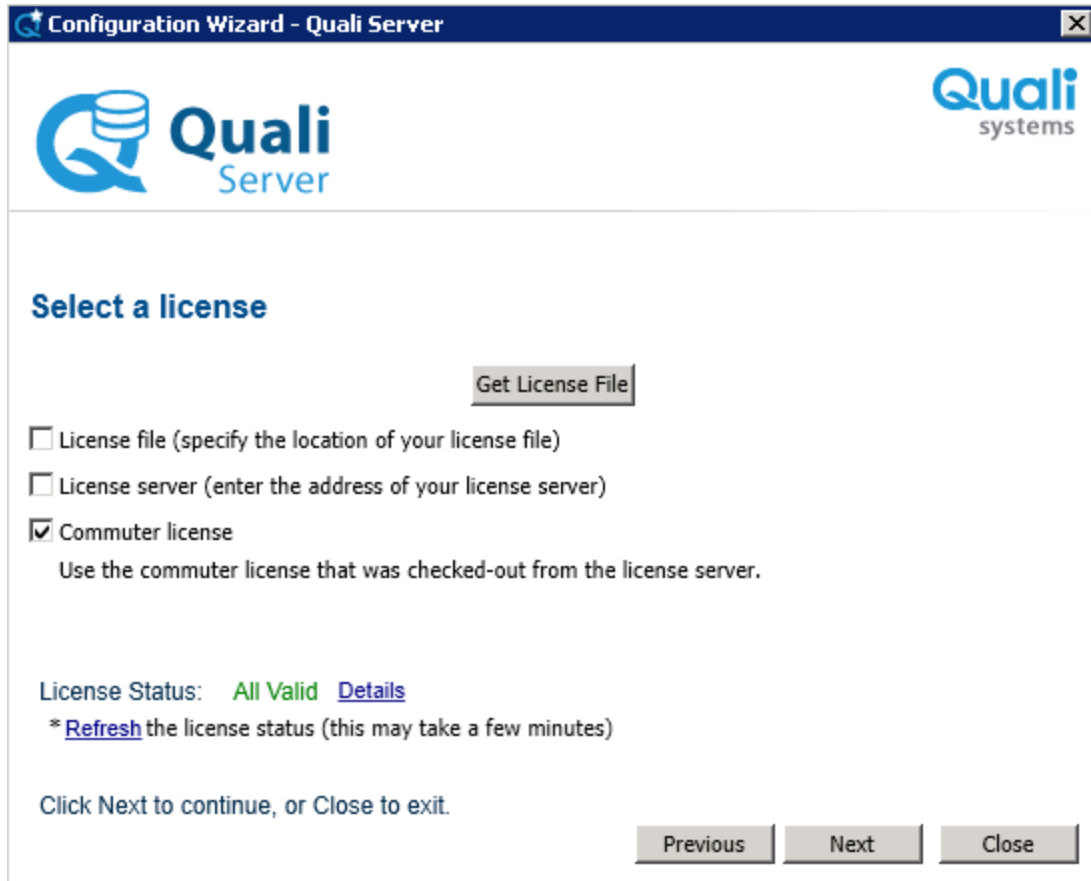 Configuration Wizard - Quali Server
Quali
Server
Quali
systems
Select a license
Get License File
License file (specify the location of your license file)
License server (enter the address of your license server)
Commuter license
Use the commuter license that was checked-out from the license server.
License Status: All Valid Details
* Refresh the license status (this may take a few minutes)
Click Next to continue, or Close to exit.
Previous Next Close